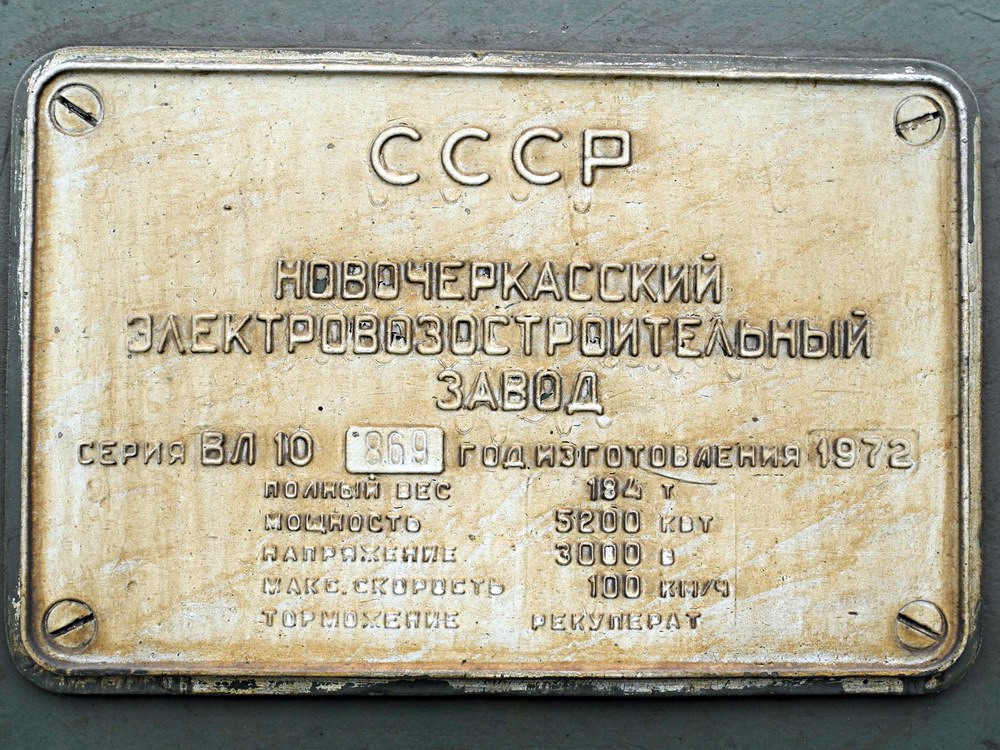 СССР
НОВОЧЕРКАССКИЙ
ЭЛЕКТРОВОЗОСТРОИТЕЛЬНЫЙ
ЗАВОД
СЕРИЯ ВЛ 10 869 ГОД ИЗГОТОВЛЕНИЯ 1972
ПОЛНЫЙ ВЕС 184 Т
МОЩНОСТЬ 5200 КВТ
НАПРЯЖЕНИЕ 3000 В
МАКС. СКОРОСТЬ 100 КМ/Ч
ТОРМОЖЕНИЕ РЕКУПЕРАТ